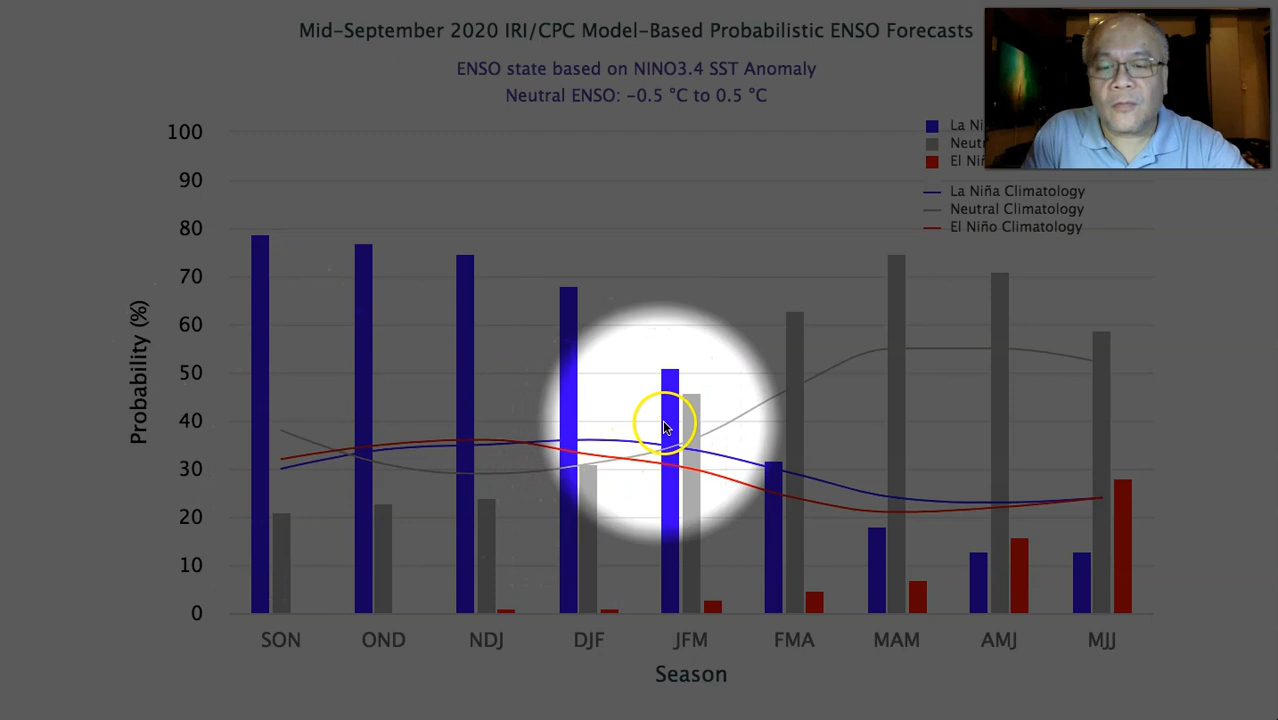 Mid-September 2020 IRI/CPC Model-Based Probabilistic ENSO Forecasts
ENSO state based on NINO3.4 SST Anomaly
Neutral ENSO: -0.5 °C to 0.5 °C
La Niña Climatology
Neutral Climatology
El Niño Climatology
Probability (%)
100
90
80
70
60
50
40
30
20
10
0
SON OND NDJ DJF JFM FMA MAM AMJ MJJ
Season